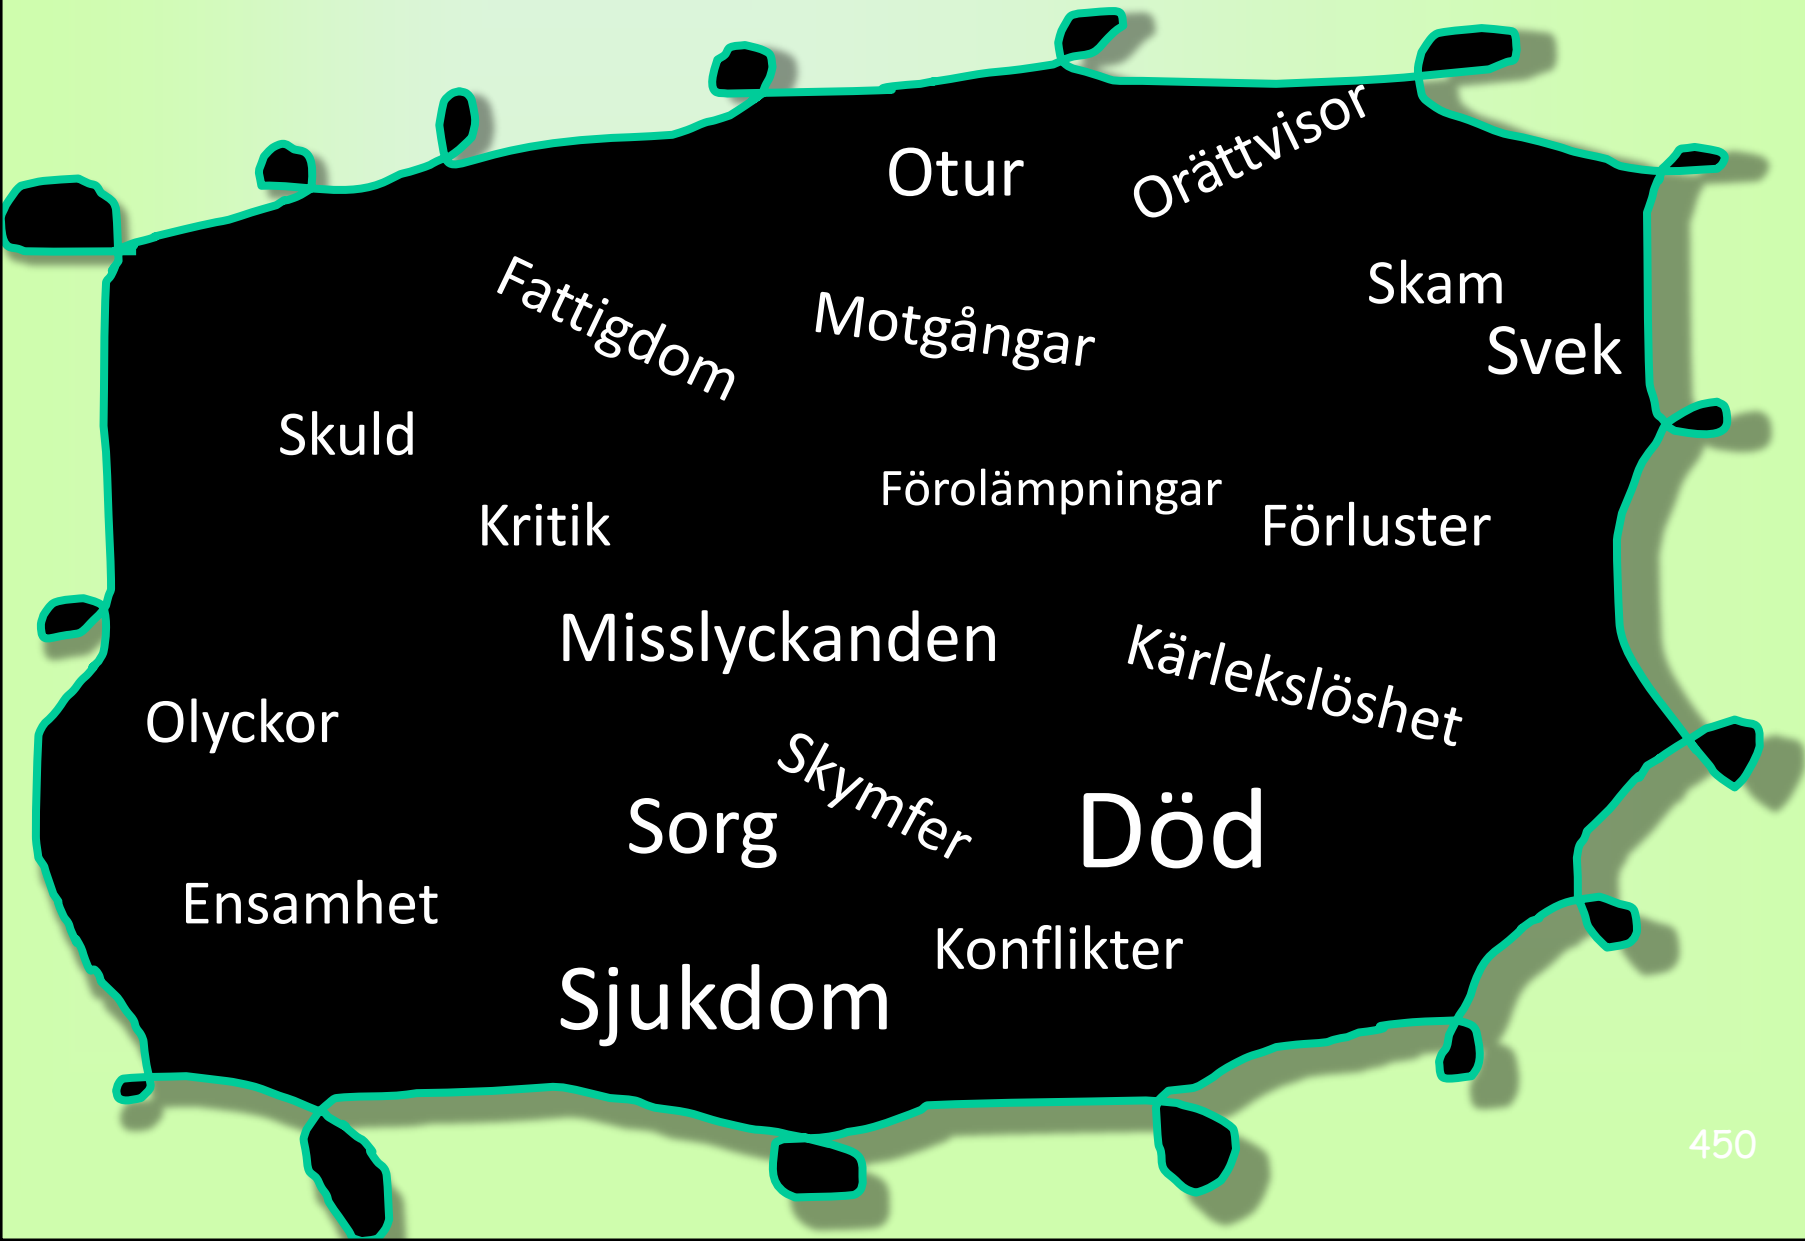 Otur
Orättvisor
Fattigdom
Motgångar
Skam
Svek
Skuld
Förolämpningar
Kritik
Förluster
Misslyckanden
Kärlekslöshet
Olyckor
Skymfer
Sorg
Död
Ensamhet
Konflikter
Sjukdom
450